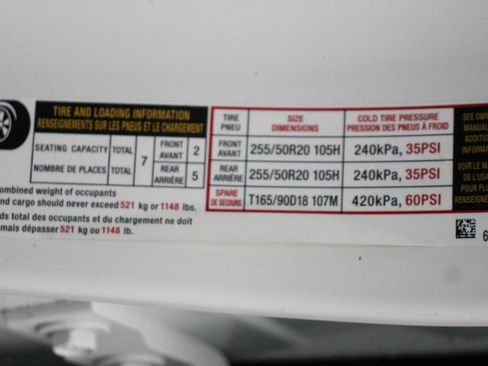 TIRE AND LOADING INFORMATION
RENSEIGNEMENTS SUR LES PNEUS ET LE CHARGEMENT
SEATING CAPACITY TOTAL 7 FRONT AVANT 2
NOMBRE DE PLACES TOTAL REAR ARRIÈRE 5
ombined weight of occupants
nd cargo should never exceed 521 kg or 1148 lbs.
ds total des occupants et du chargement ne doit
mais dépasser 521 kg ou 1148 lb.
TIRE PNEU SIZE DIMENSIONS COLD TIRE PRESSURE PRESSION DES PNEUS À FROID
FRONT AVANT 255/50R20 105H 240kPa, 35PSI
REAR ARRIÈRE 255/50R20 105H 240kPa, 35PSI
SPARE DE SECOURS T165/90D18 107M 420kPa, 60PSI
SEE OWN
MANUAL
ADDITIO
INFORMA
VOIR LE M
DE L'USA
POUR PL
RENSEIGNE
6